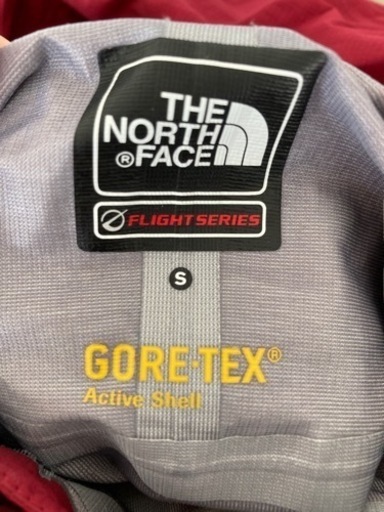 THE
NORTH
®FACE
FLIGHT SERIES
S
GORE-TEX®
Active Shell